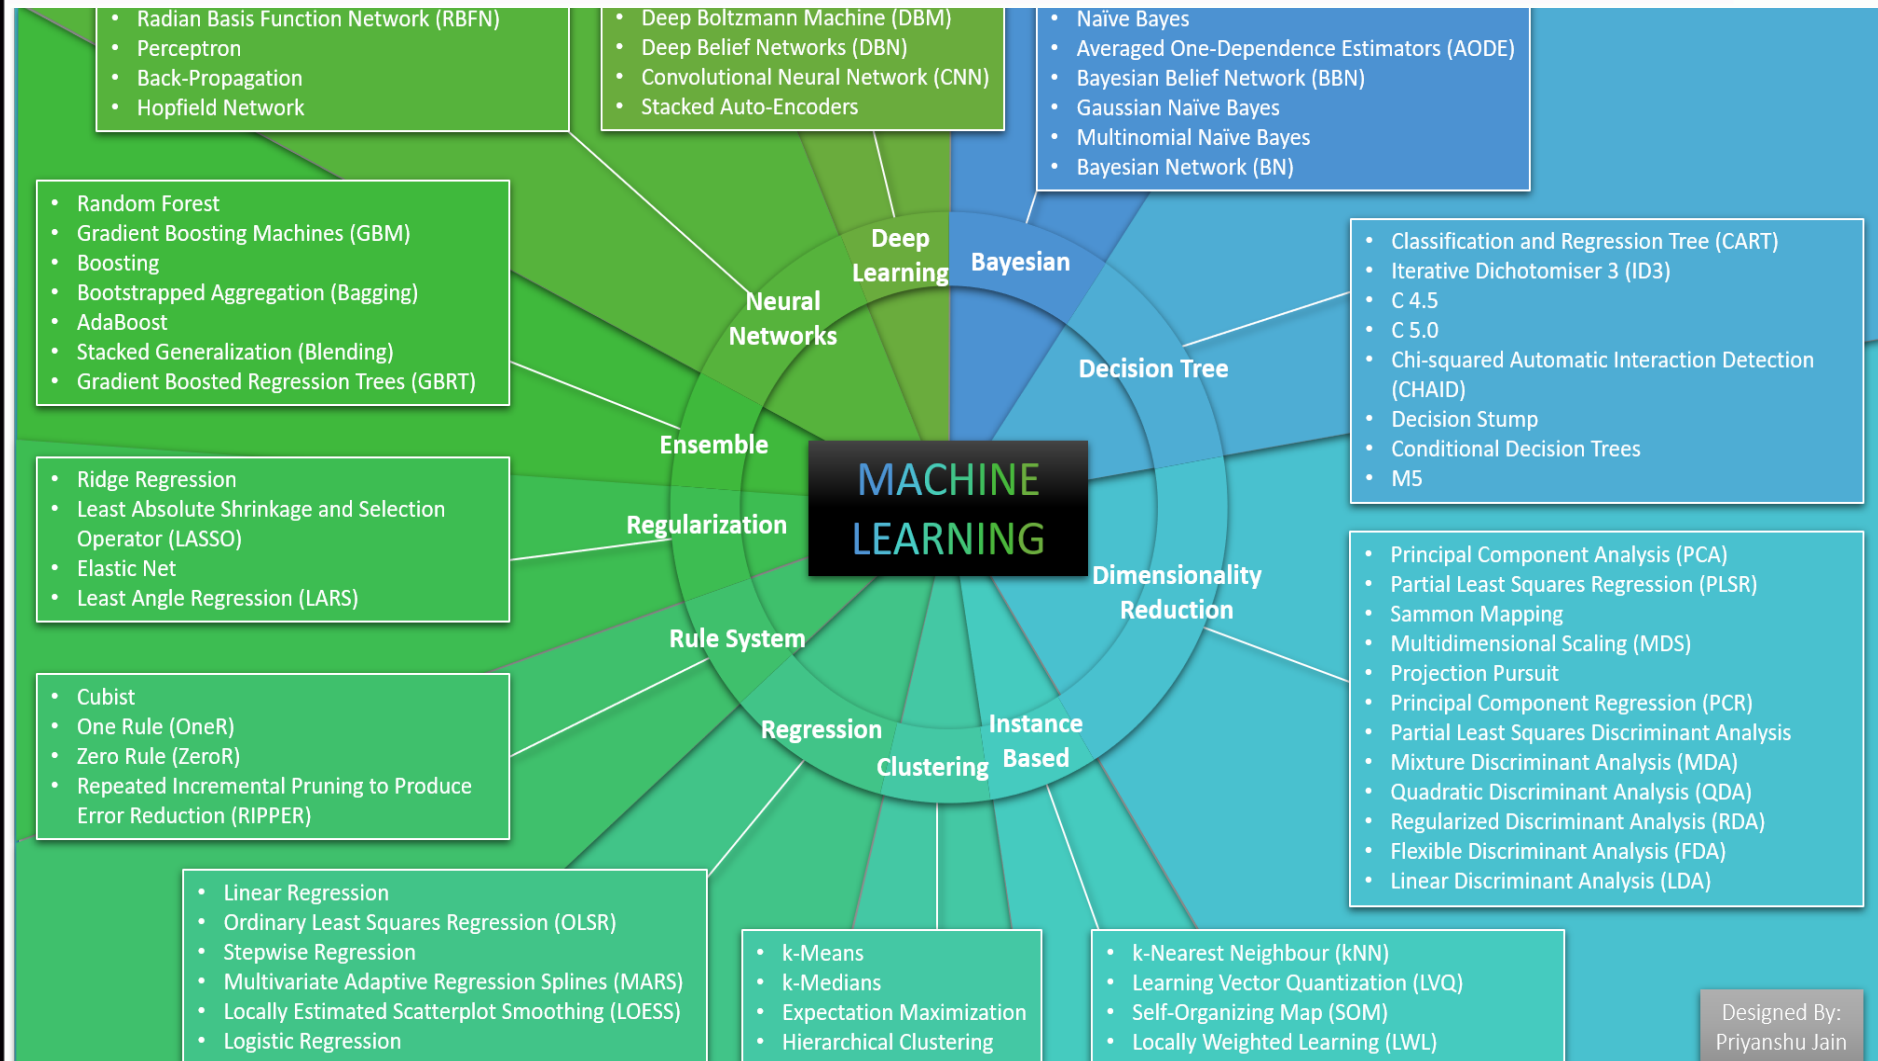 Radian Basis Function Network (RBFN)
Perceptron
Back-Propagation
Hopfield Network
Deep Boltzmann Machine (DBM)
Deep Belief Networks (DBN)
Convolutional Neural Network (CNN)
Stacked Auto-Encoders
Naïve Bayes
Averaged One-Dependence Estimators (AODE)
Bayesian Belief Network (BBN)
Gaussian Naïve Bayes
Multinomial Naïve Bayes
Bayesian Network (BN)
Random Forest
Gradient Boosting Machines (GBM)
Boosting
Bootstrapped Aggregation (Bagging)
AdaBoost
Stacked Generalization (Blending)
Gradient Boosted Regression Trees (GBRT)
Deep
Learning
Bayesian
Neural
Networks
Decision Tree
Classification and Regression Tree (CART)
Iterative Dichotomiser 3 (ID3)
C 4.5
C 5.0
Chi-squared Automatic Interaction Detection
(CHAID)
Decision Stump
Conditional Decision Trees
M5
Ensemble
MACHINE
LEARNING
Ridge Regression
Least Absolute Shrinkage and Selection
Operator (LASSO)
Elastic Net
Least Angle Regression (LARS)
Regularization
Dimensionality
Reduction
Principal Component Analysis (PCA)
Partial Least Squares Regression (PLSR)
Sammon Mapping
Multidimensional Scaling (MDS)
Projection Pursuit
Principal Component Regression (PCR)
Partial Least Squares Discriminant Analysis
Mixture Discriminant Analysis (MDA)
Quadratic Discriminant Analysis (QDA)
Regularized Discriminant Analysis (RDA)
Flexible Discriminant Analysis (FDA)
Linear Discriminant Analysis (LDA)
Rule System
Cubist
One Rule (OneR)
Zero Rule (ZeroR)
Repeated Incremental Pruning to Produce
Error Reduction (RIPPER)
Regression
Clustering
Instance
Based
Linear Regression
Ordinary Least Squares Regression (OLSR)
Stepwise Regression
Multivariate Adaptive Regression Splines (MARS)
Locally Estimated Scatterplot Smoothing (LOESS)
Logistic Regression
k-Means
k-Medians
Expectation Maximization
Hierarchical Clustering
k-Nearest Neighbour (kNN)
Learning Vector Quantization (LVQ)
Self-Organizing Map (SOM)
Locally Weighted Learning (LWL)
Designed By:
Priyanshu Jain